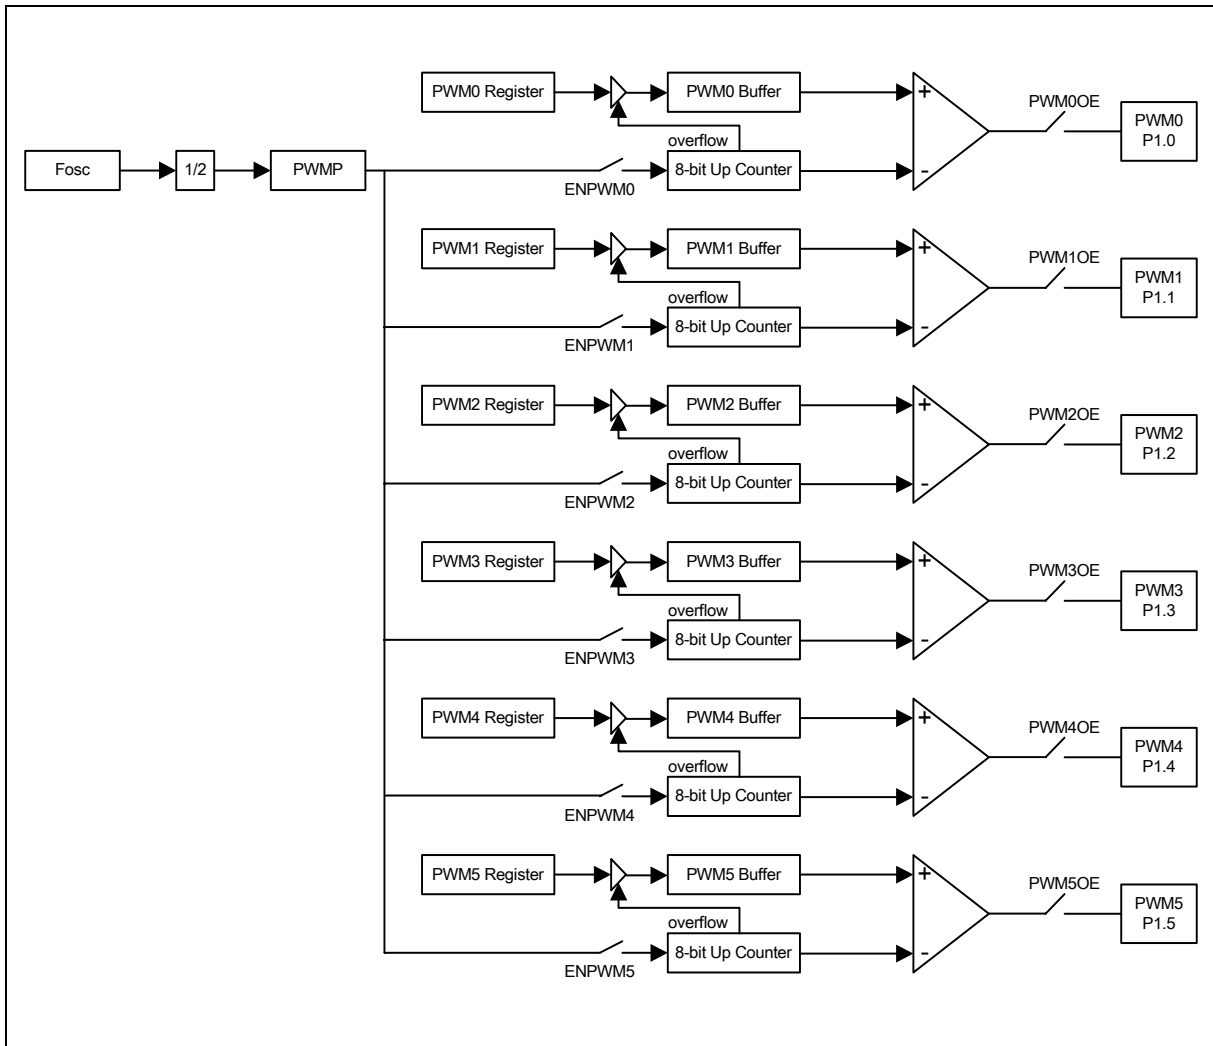 PWM0 Register
PWM0 Buffer
+
PWM0OE
PWM0
P1.0
overflow
Fosc
1/2
PWMP
ENPWM0
8-bit Up Counter
-
PWM1 Register
PWM1 Buffer
+
PWM1OE
PWM1
P1.1
overflow
ENPWM1
8-bit Up Counter
-
PWM2 Register
PWM2 Buffer
+
PWM2OE
PWM2
P1.2
overflow
ENPWM2
8-bit Up Counter
-
PWM3 Register
PWM3 Buffer
+
PWM3OE
PWM3
P1.3
overflow
ENPWM3
8-bit Up Counter
-
PWM4 Register
PWM4 Buffer
+
PWM4OE
PWM4
P1.4
overflow
ENPWM4
8-bit Up Counter
-
PWM5 Register
PWM5 Buffer
+
PWM5OE
PWM5
P1.5
overflow
ENPWM5
8-bit Up Counter
-